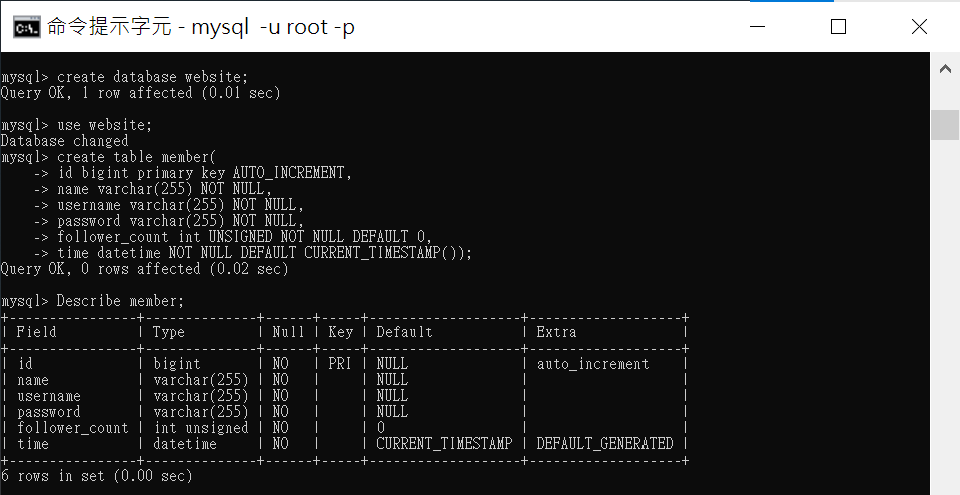 命令提示字元 - mysql  -u root -p
mysql> create database website;
Query OK, 1 row affected (0.01 sec)
mysql> use website;
Database changed
mysql> create table member(
    -> id bigint primary key AUTO_INCREMENT,
    -> name varchar(255) NOT NULL,
    -> username varchar(255) NOT NULL,
    -> password varchar(255) NOT NULL,
    -> follower_count int UNSIGNED NOT NULL DEFAULT 0,
    -> time datetime NOT NULL DEFAULT CURRENT_TIMESTAMP());
Query OK, 0 rows affected (0.02 sec)
mysql> Describe member;
+----------------+--------------+------+-----+-------------------+-------------------+
| Field          | Type         | Null | Key | Default           | Extra             |
+----------------+--------------+------+-----+-------------------+-------------------+
| id             | bigint       | NO   | PRI | NULL              | auto_increment    |
| name           | varchar(255) | NO   |     | NULL              |                   |
| username       | varchar(255) | NO   |     | NULL              |                   |
| password       | varchar(255) | NO   |     | NULL              |                   |
| follower_count | int unsigned | NO   |     | 0                 |                   |
| time           | datetime     | NO   |     | CURRENT_TIMESTAMP | DEFAULT_GENERATED |
+----------------+--------------+------+-----+-------------------+-------------------+
6 rows in set (0.00 sec)